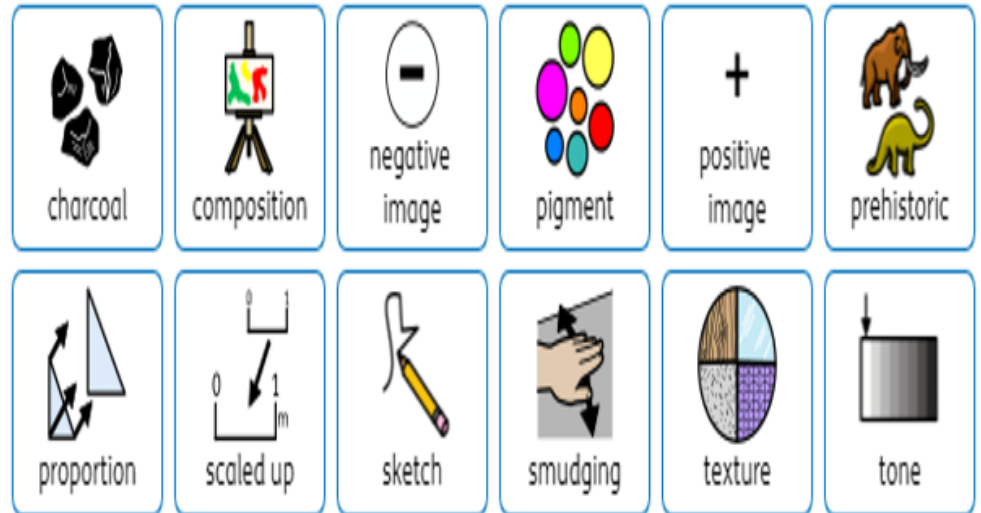 charcoal
composition
negative
image
pigment
positive
image
prehistoric
0 1
0 1
m
proportion
scaled up
sketch
smudging
texture
tone